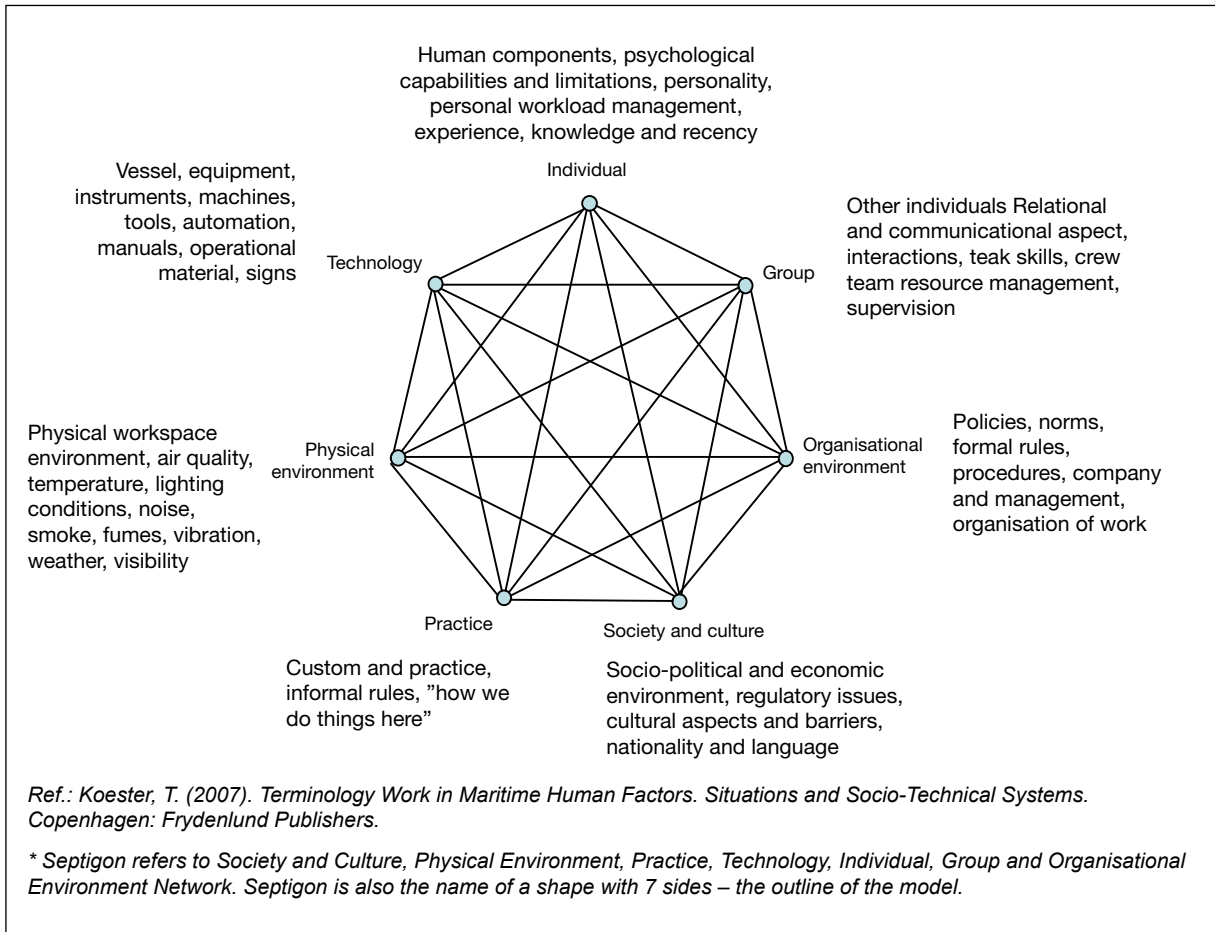 Human components, psychological
capabilities and limitations, personality,
personal workload management,
experience, knowledge and recency
Individual
Vessel, equipment,
instruments, machines,
tools, automation,
manuals, operational
material, signs
Technology
Group
Other individuals Relational
and communicational aspect,
interactions, teak skills, crew
team resource management,
supervision
Physical workspace
environment, air quality,
temperature, lighting
conditions, noise,
smoke, fumes, vibration,
weather, visibility
Physical
environment
Organisational
environment
Policies, norms,
formal rules,
procedures, company
and management,
organisation of work
Practice
Custom and practice,
informal rules, ”how we
do things here”
Society and culture
Socio-political and economic
environment, regulatory issues,
cultural aspects and barriers,
nationality and language
Ref.: Koester, T. (2007). Terminology Work in Maritime Human Factors. Situations and Socio-Technical Systems.
Copenhagen: Frydenlund Publishers.
* Septigon refers to Society and Culture, Physical Environment, Practice, Technology, Individual, Group and Organisational
Environment Network. Septigon is also the name of a shape with 7 sides – the outline of the model.